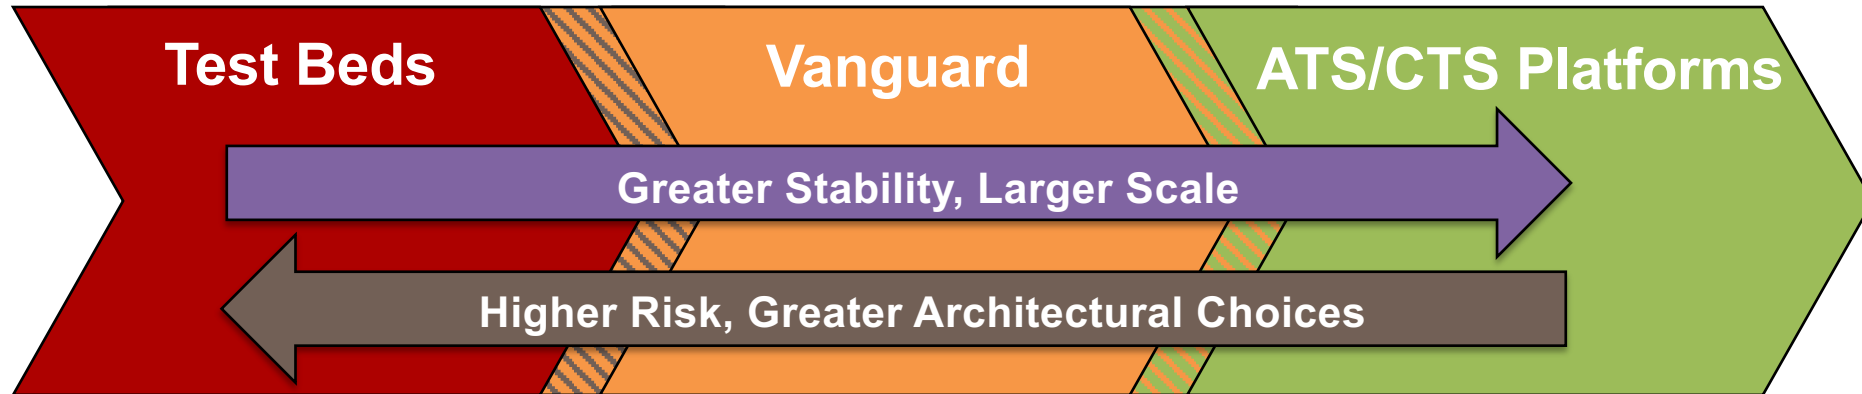 Test Beds
Vanguard
ATS/CTS Platforms
Greater Stability, Larger Scale
Higher Risk, Greater Architectural Choices